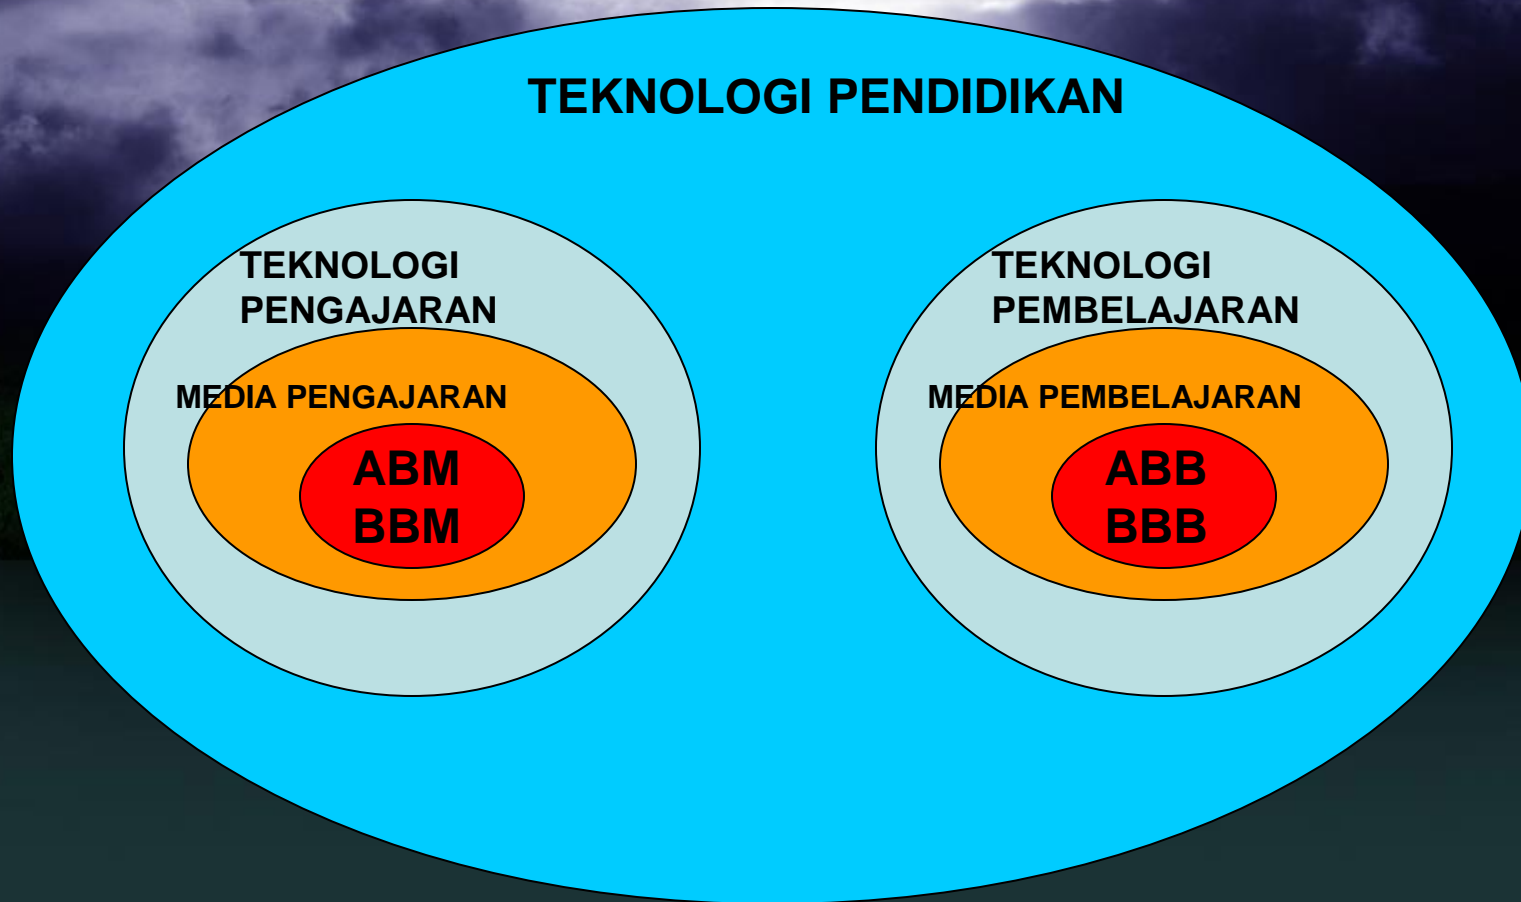 TEKNOLOGI PENDIDIKAN
TEKNOLOGI
PENGAJARAN
MEDIA PENGAJARAN
ABM
BBM
TEKNOLOGI
PEMBELAJARAN
MEDIA PEMBELAJARAN
ABB
BBB